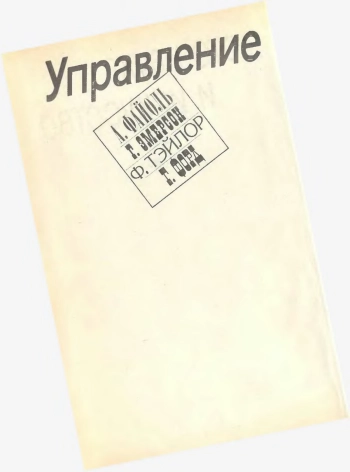 Управление
А. ФАЙОЛЬ
Г. ЭМЕРСОН
Ф. ТЭЙЛОР
Г. ФОРД